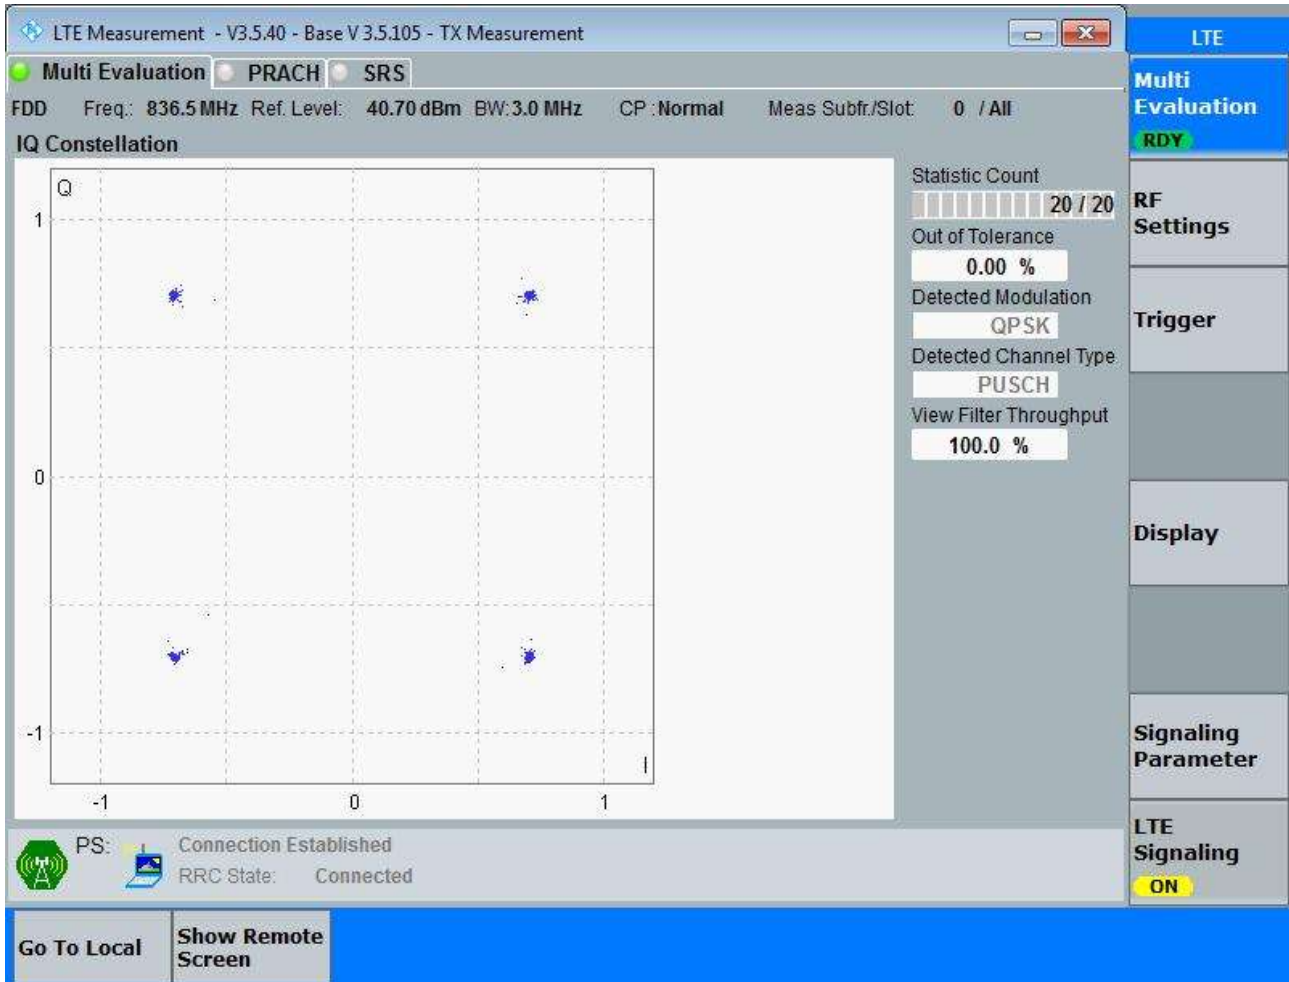 LTE Measurement - V3.5.40 - Base V 3.5.105 - TX Measurement
LTE
Multi Evaluation PRACH SRS
FDD Freq.: 836.5 MHz Ref. Level: 40.70 dBm BW: 3.0 MHz CP : Normal Meas Subfr./Slot: 0 / All
IQ Constellation
Q
1
0
-1
-1 0 1
I
Statistic Count
20 / 20
Out of Tolerance
0.00 %
Detected Modulation
QPSK
Detected Channel Type
PUSCH
View Filter Throughput
100.0 %
Multi
Evaluation
RDY
RF
Settings
Trigger
Display
Signaling
Parameter
LTE
Signaling
ON
PS: Connection Established
RRC State: Connected
Go To Local
Show Remote
Screen